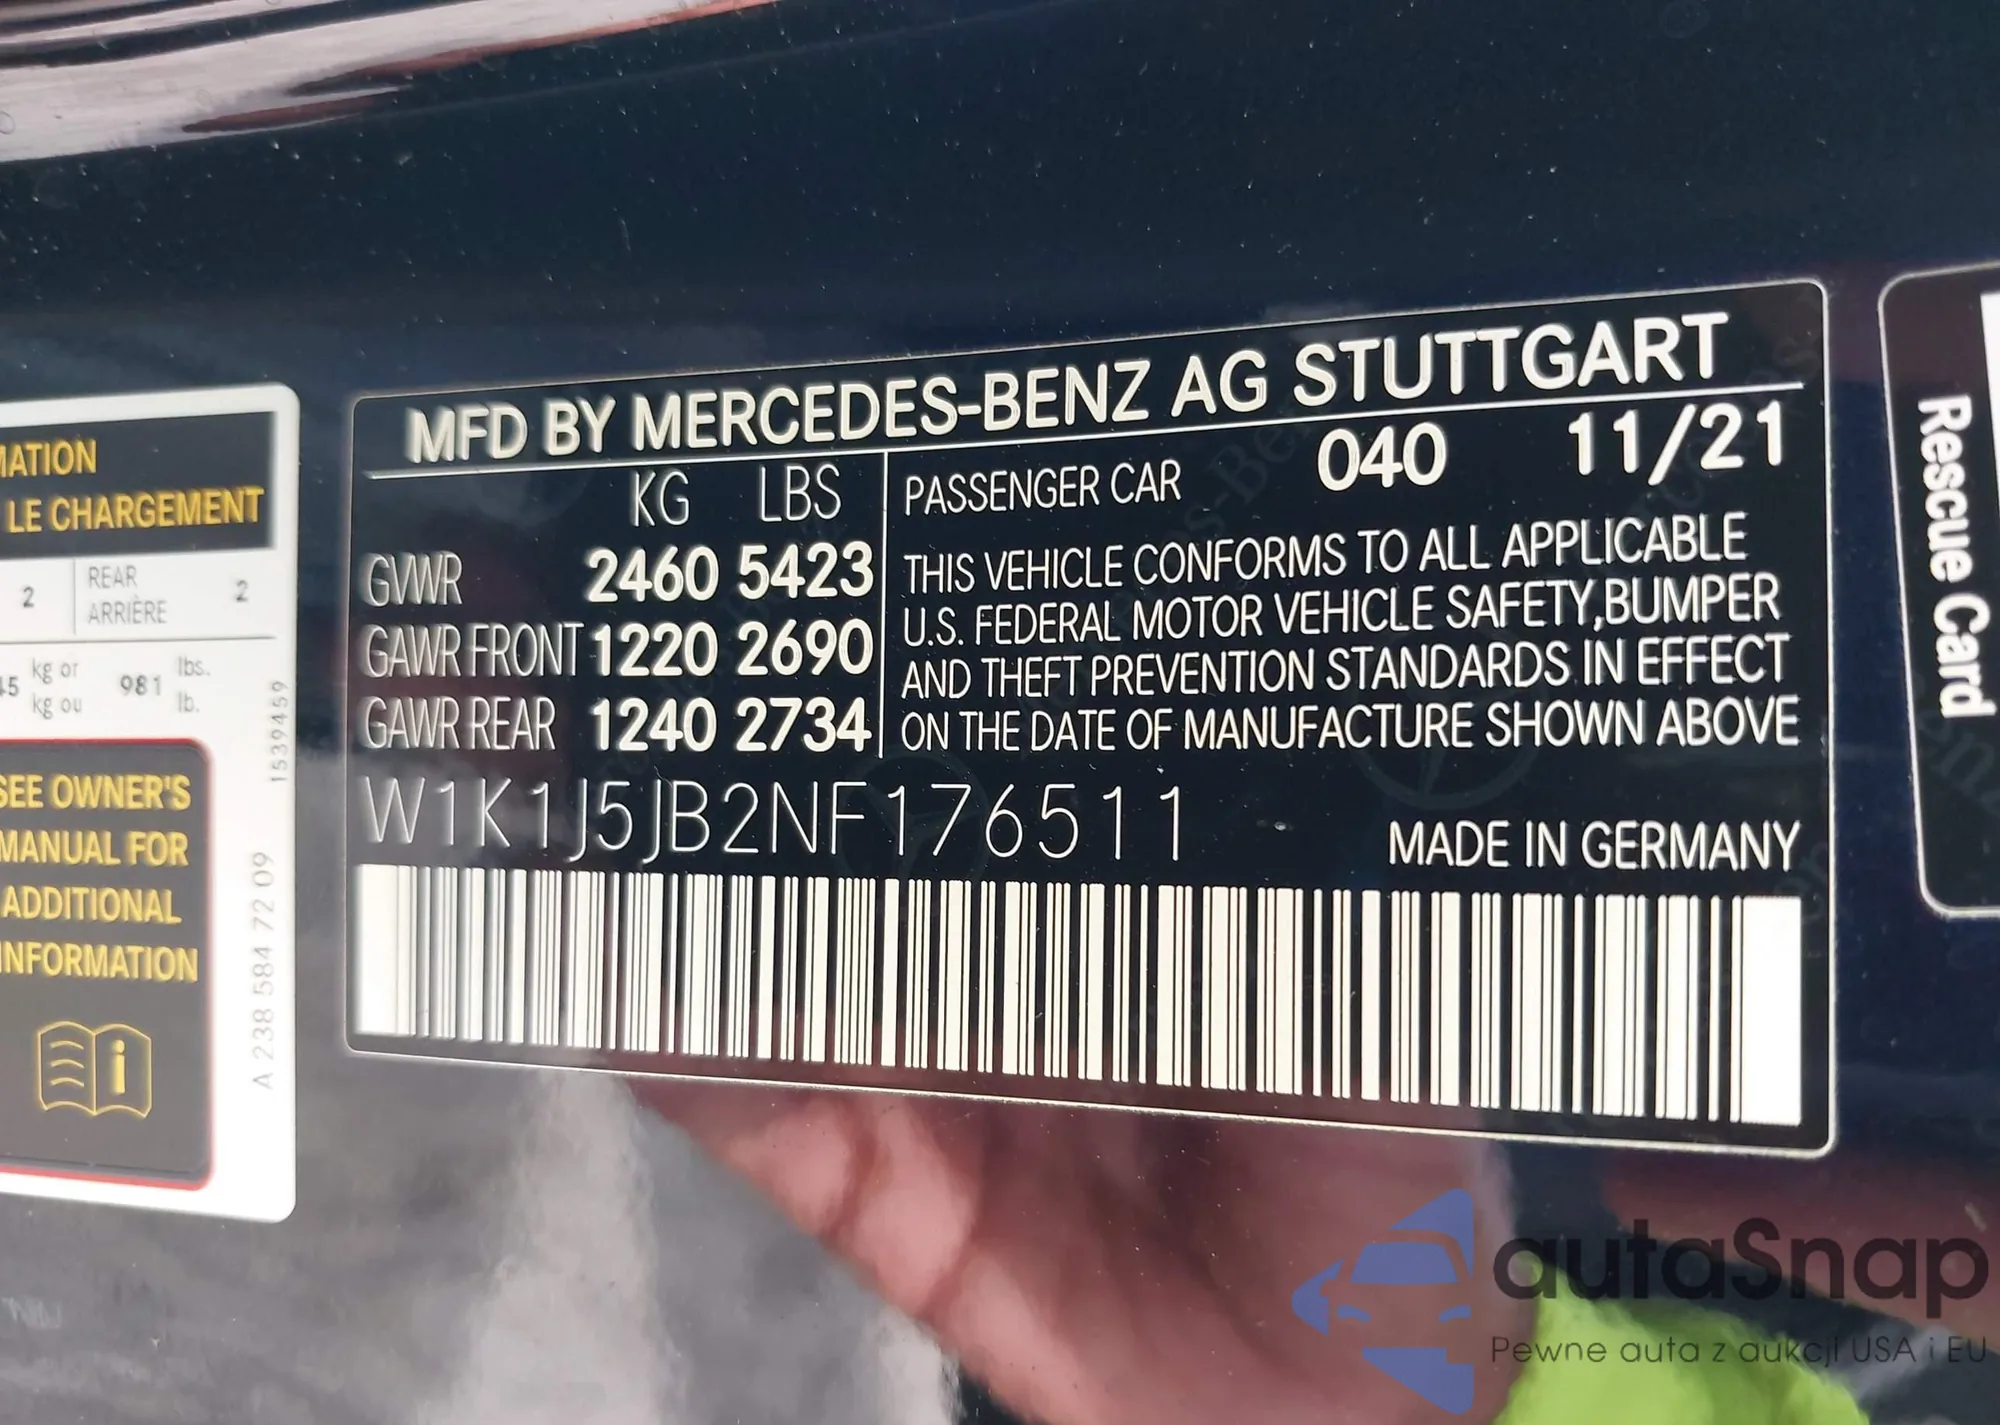 LE CHARGEMENT
2 REAR 2
ARRIÈRE
kg or 981 lbs.
kg ou lb.
1539459
SEE OWNER'S
MANUAL FOR
ADDITIONAL
INFORMATION
A 238 584 72 09
MFD BY MERCEDES-BENZ AG STUTTGART
KG LBS
GVWR 2460 5423
GAWR FRONT 1220 2690
GAWR REAR 1240 2734
PASSENGER CAR 040 11/21
THIS VEHICLE CONFORMS TO ALL APPLICABLE
U.S. FEDERAL MOTOR VEHICLE SAFETY,BUMPER
AND THEFT PREVENTION STANDARDS IN EFFECT
ON THE DATE OF MANUFACTURE SHOWN ABOVE
W1K1J5JB2NF176511
MADE IN GERMANY
Rescue Card
autaSnap
Pewne auta z aukcji USA i EU